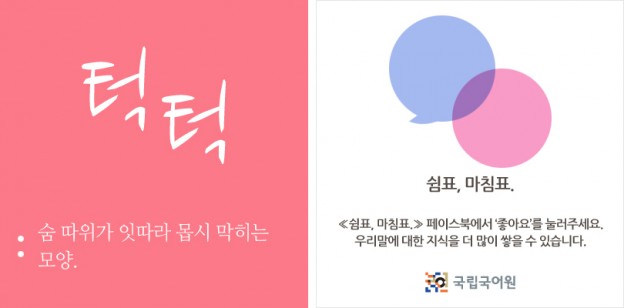 턱턱
: 숨 따위가 잇따라 몹시 막히는
모양.
쉼표, 마침표.
≪쉼표, 마침표.≫ 페이스북에서 '좋아요'를 눌러주세요.
우리말에 대한 지식을 더 많이 쌓을 수 있습니다.
국립국어원